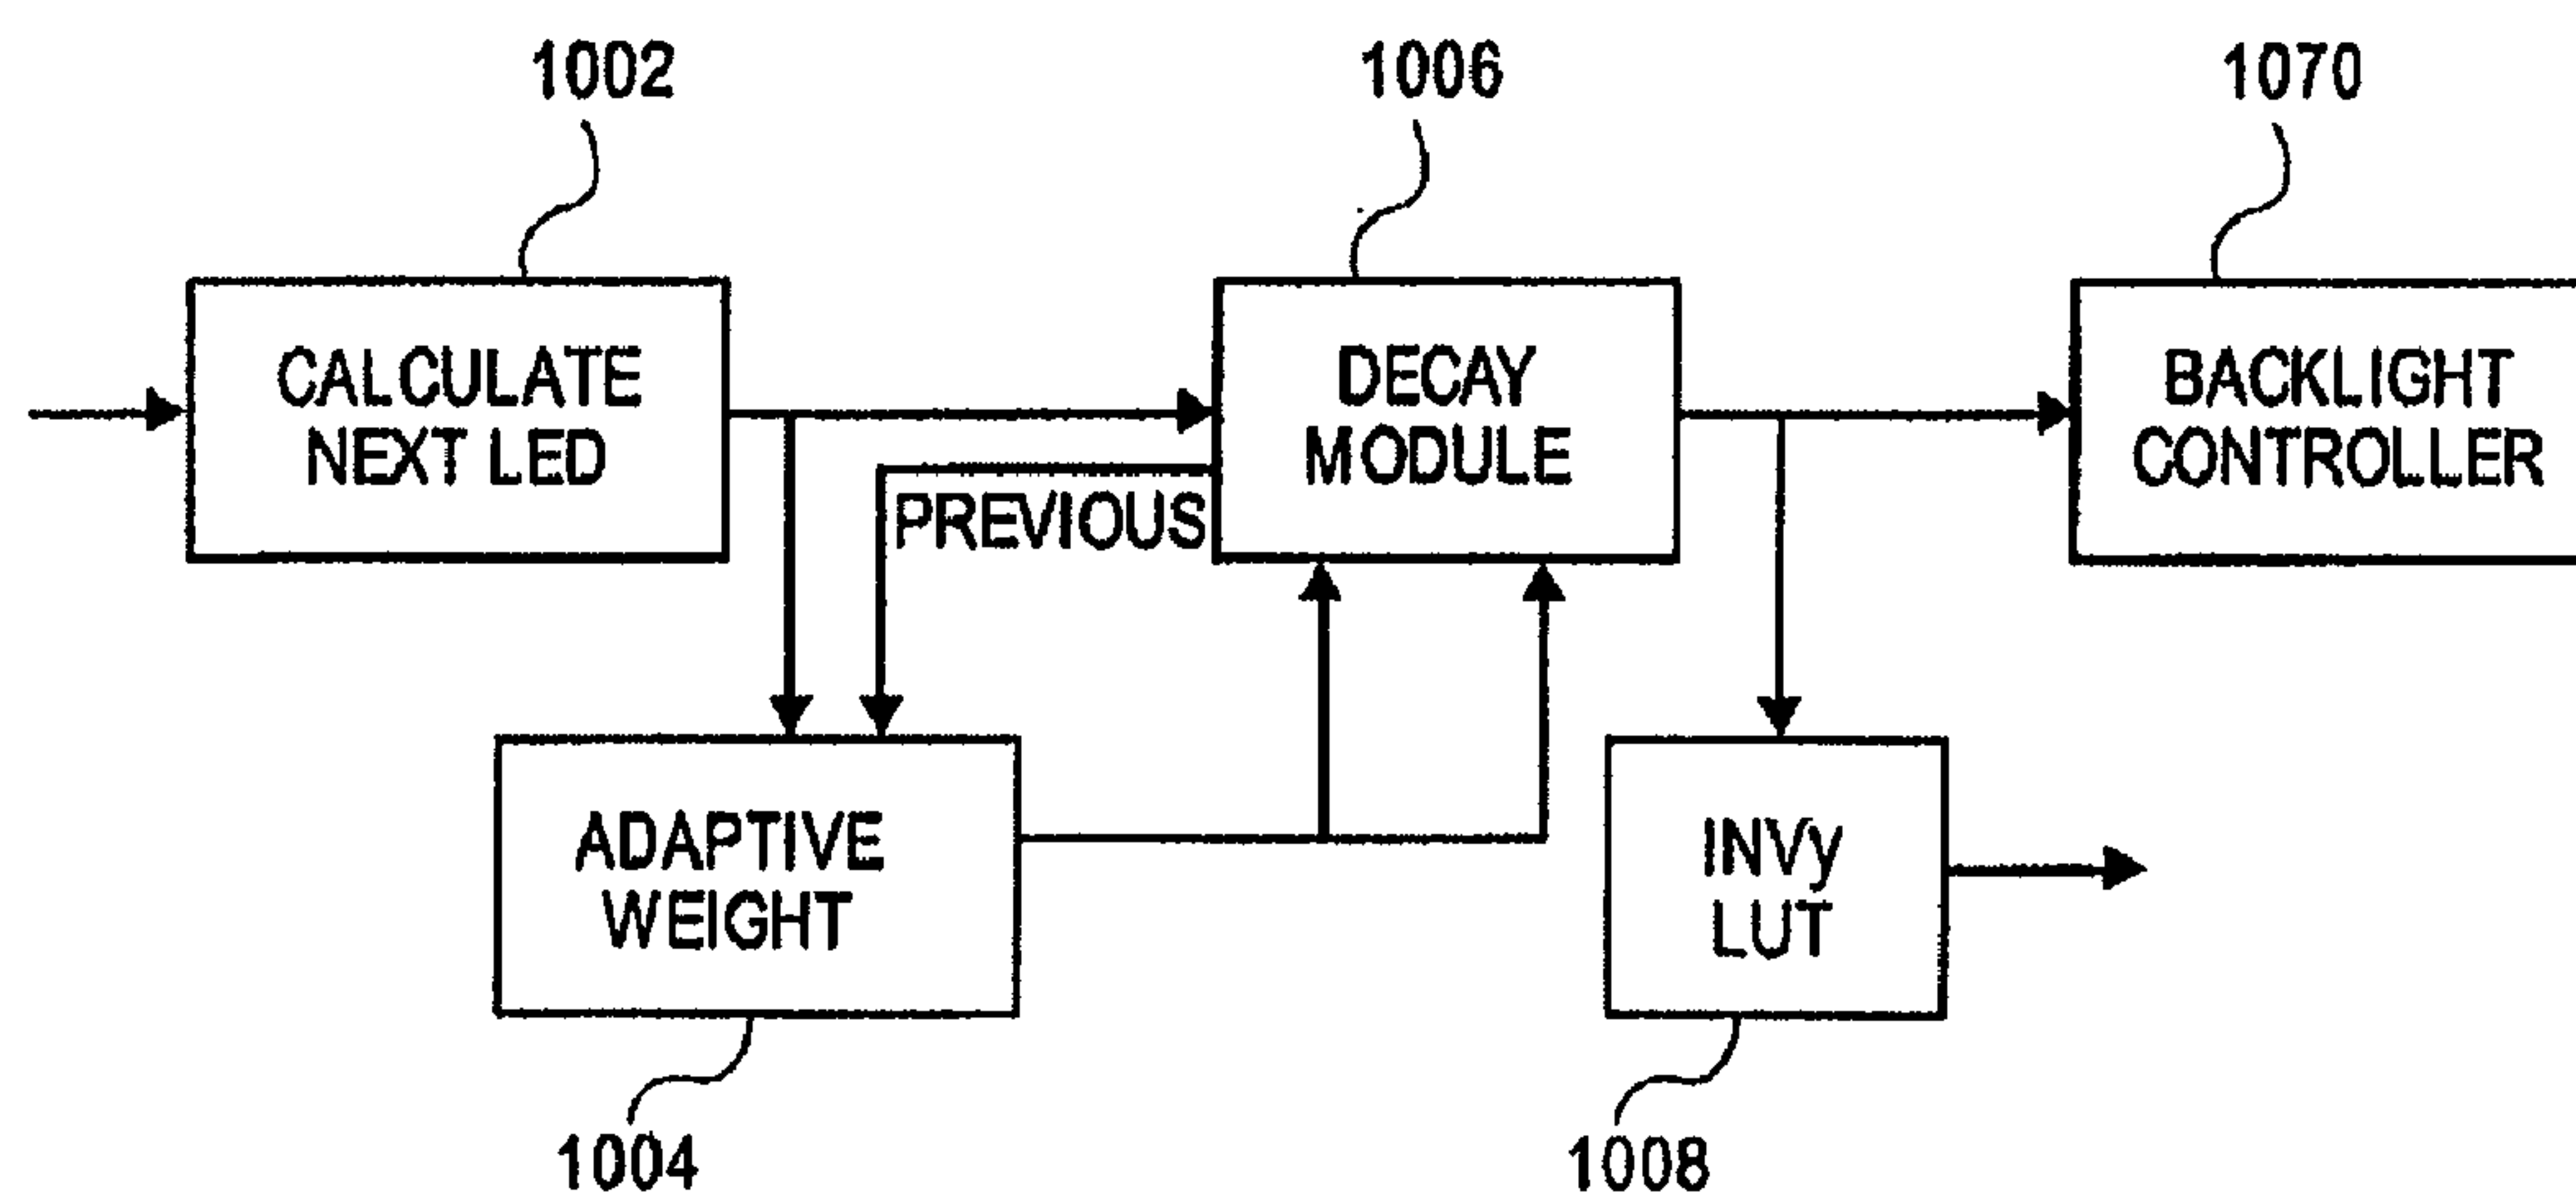 1002
1006
1070
CALCULATE
NEXT LED
DECAY
MODULE
BACKLIGHT
CONTROLLER
PREVIOUS
ADAPTIVE
WEIGHT
INVy
LUT
1004
1008